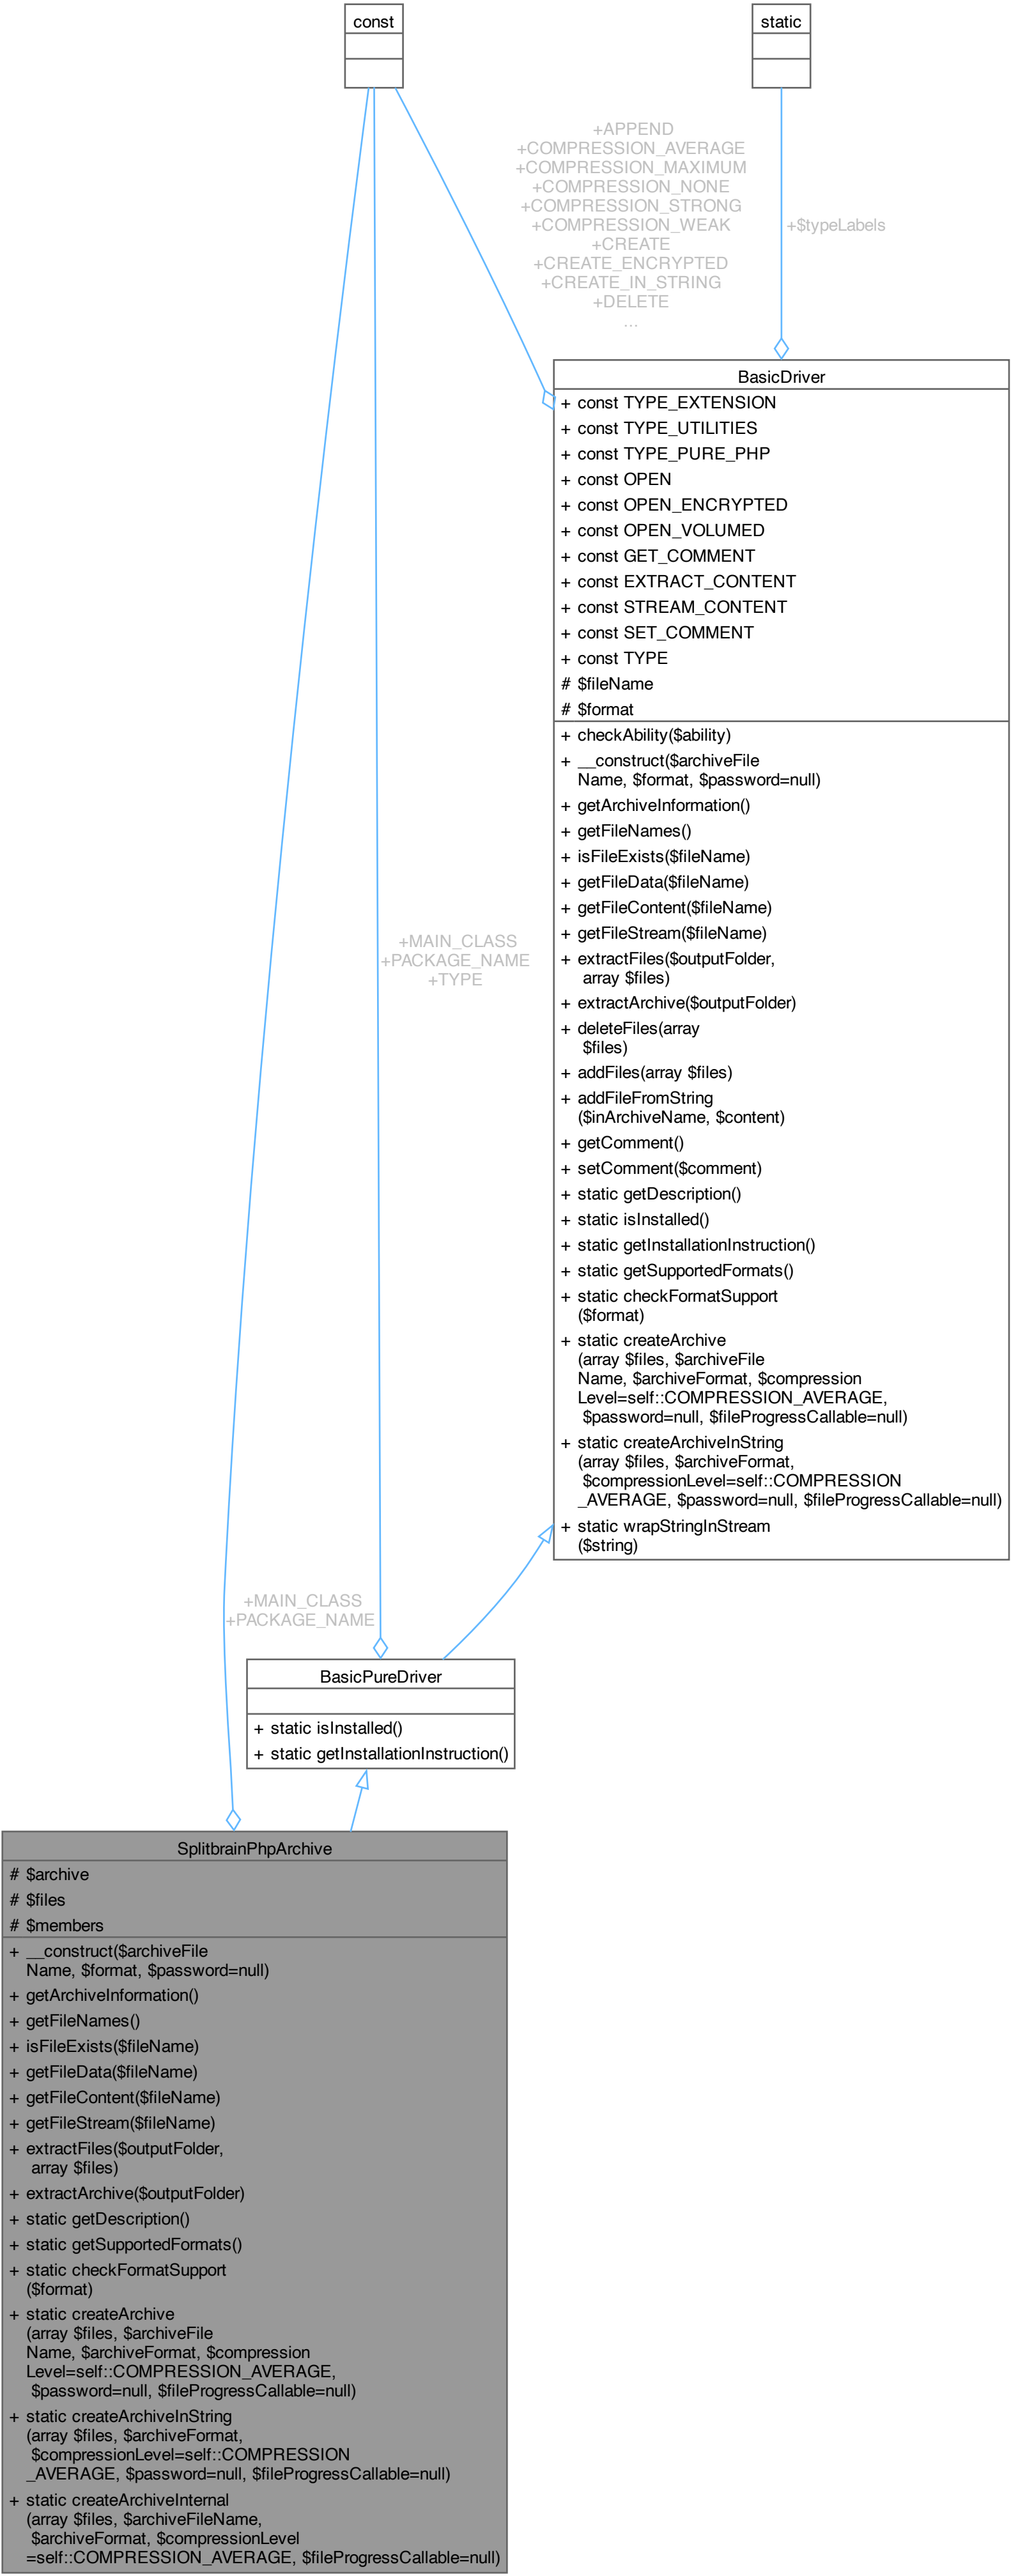 const
static
+APPEND
+COMPRESSION_AVERAGE
+COMPRESSION_MAXIMUM
+COMPRESSION_NONE
+COMPRESSION_STRONG
+COMPRESSION_WEAK
+CREATE
+CREATE_ENCRYPTED
+CREATE_IN_STRING
+DELETE
...
+$typeLabels
BasicDriver
+ const TYPE_EXTENSION
+ const TYPE_UTILITIES
+ const TYPE_PURE_PHP
+ const OPEN
+ const OPEN_ENCRYPTED
+ const OPEN_VOLUMED
+ const GET_COMMENT
+ const EXTRACT_CONTENT
+ const STREAM_CONTENT
+ const SET_COMMENT
+ const TYPE
# $fileName
# $format
+ checkAbility($ability)
+ __construct($archiveFile
Name, $format, $password=null)
+ getArchiveInformation()
+ getFileNames()
+ isFileExists($fileName)
+ getFileData($fileName)
+ getFileContent($fileName)
+ getFileStream($fileName)
+ extractFiles($outputFolder,
array $files)
+ extractArchive($outputFolder)
+ deleteFiles(array
$files)
+ addFiles(array $files)
+ addFileFromString
($inArchiveName, $content)
+ getComment()
+ setComment($comment)
+ static getDescription()
+ static isInstalled()
+ static getInstallationInstruction()
+ static getSupportedFormats()
+ static checkFormatSupport
($format)
+ static createArchive
(array $files, $archiveFile
Name, $archiveFormat, $compression
Level=self::COMPRESSION_AVERAGE,
$password=null, $fileProgressCallable=null)
+ static createArchiveInString
(array $files, $archiveFormat,
$compressionLevel=self::COMPRESSION
_AVERAGE, $password=null, $fileProgressCallable=null)
+ static wrapStringInStream
($string)
+MAIN_CLASS
+PACKAGE_NAME
+TYPE
+MAIN_CLASS
+PACKAGE_NAME
BasicPureDriver
+ static isInstalled()
+ static getInstallationInstruction()
SplitbrainPhpArchive
# $archive
# $files
# $members
+ __construct($archiveFile
Name, $format, $password=null)
+ getArchiveInformation()
+ getFileNames()
+ isFileExists($fileName)
+ getFileData($fileName)
+ getFileContent($fileName)
+ getFileStream($fileName)
+ extractFiles($outputFolder,
array $files)
+ extractArchive($outputFolder)
+ static getDescription()
+ static getSupportedFormats()
+ static checkFormatSupport
($format)
+ static createArchive
(array $files, $archiveFile
Name, $archiveFormat, $compression
Level=self::COMPRESSION_AVERAGE,
$password=null, $fileProgressCallable=null)
+ static createArchiveInString
(array $files, $archiveFormat,
$compressionLevel=self::COMPRESSION
_AVERAGE, $password=null, $fileProgressCallable=null)
+ static createArchiveInternal
(array $files, $archiveFileName,
$archiveFormat, $compressionLevel
=self::COMPRESSION_AVERAGE, $fileProgressCallable=null)